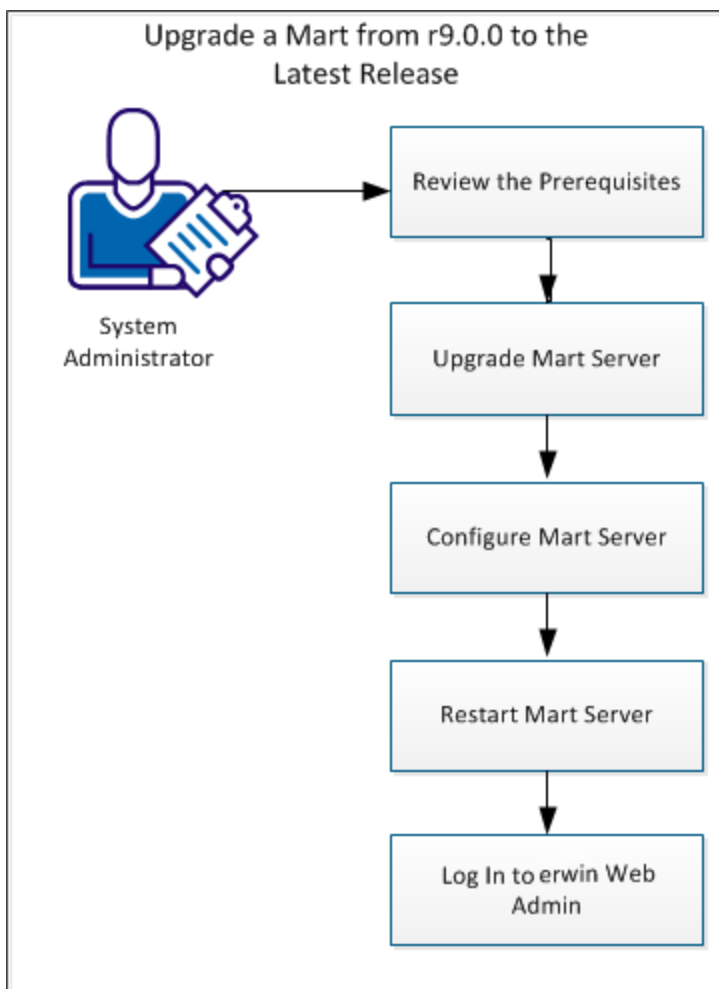 Upgrade a Mart from r9.0.0 to the
Latest Release
System
Administrator
Review the Prerequisites
Upgrade Mart Server
Configure Mart Server
Restart Mart Server
Log In to erwin Web
Admin